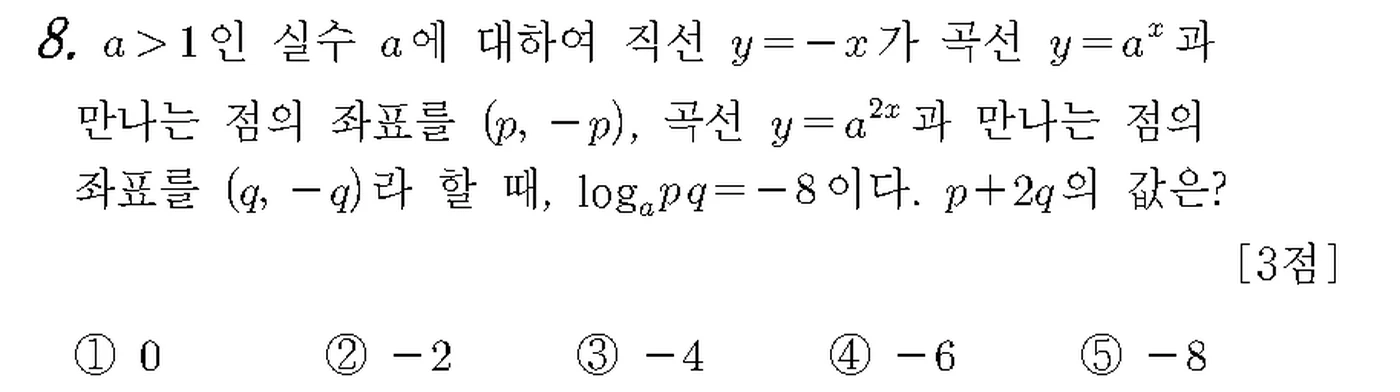 8. a>1인 실수 a에 대하여 직선 y=-x가 곡선 y=a^x과
만나는 점의 좌표를 (p, -p), 곡선 y=a^{2x}과 만나는 점의
좌표를 (q, -q)라 할 때, log_a pq=-8이다. p+2q의 값은?
[3점]
① 0 ② -2 ③ -4 ④ -6 ⑤ -8